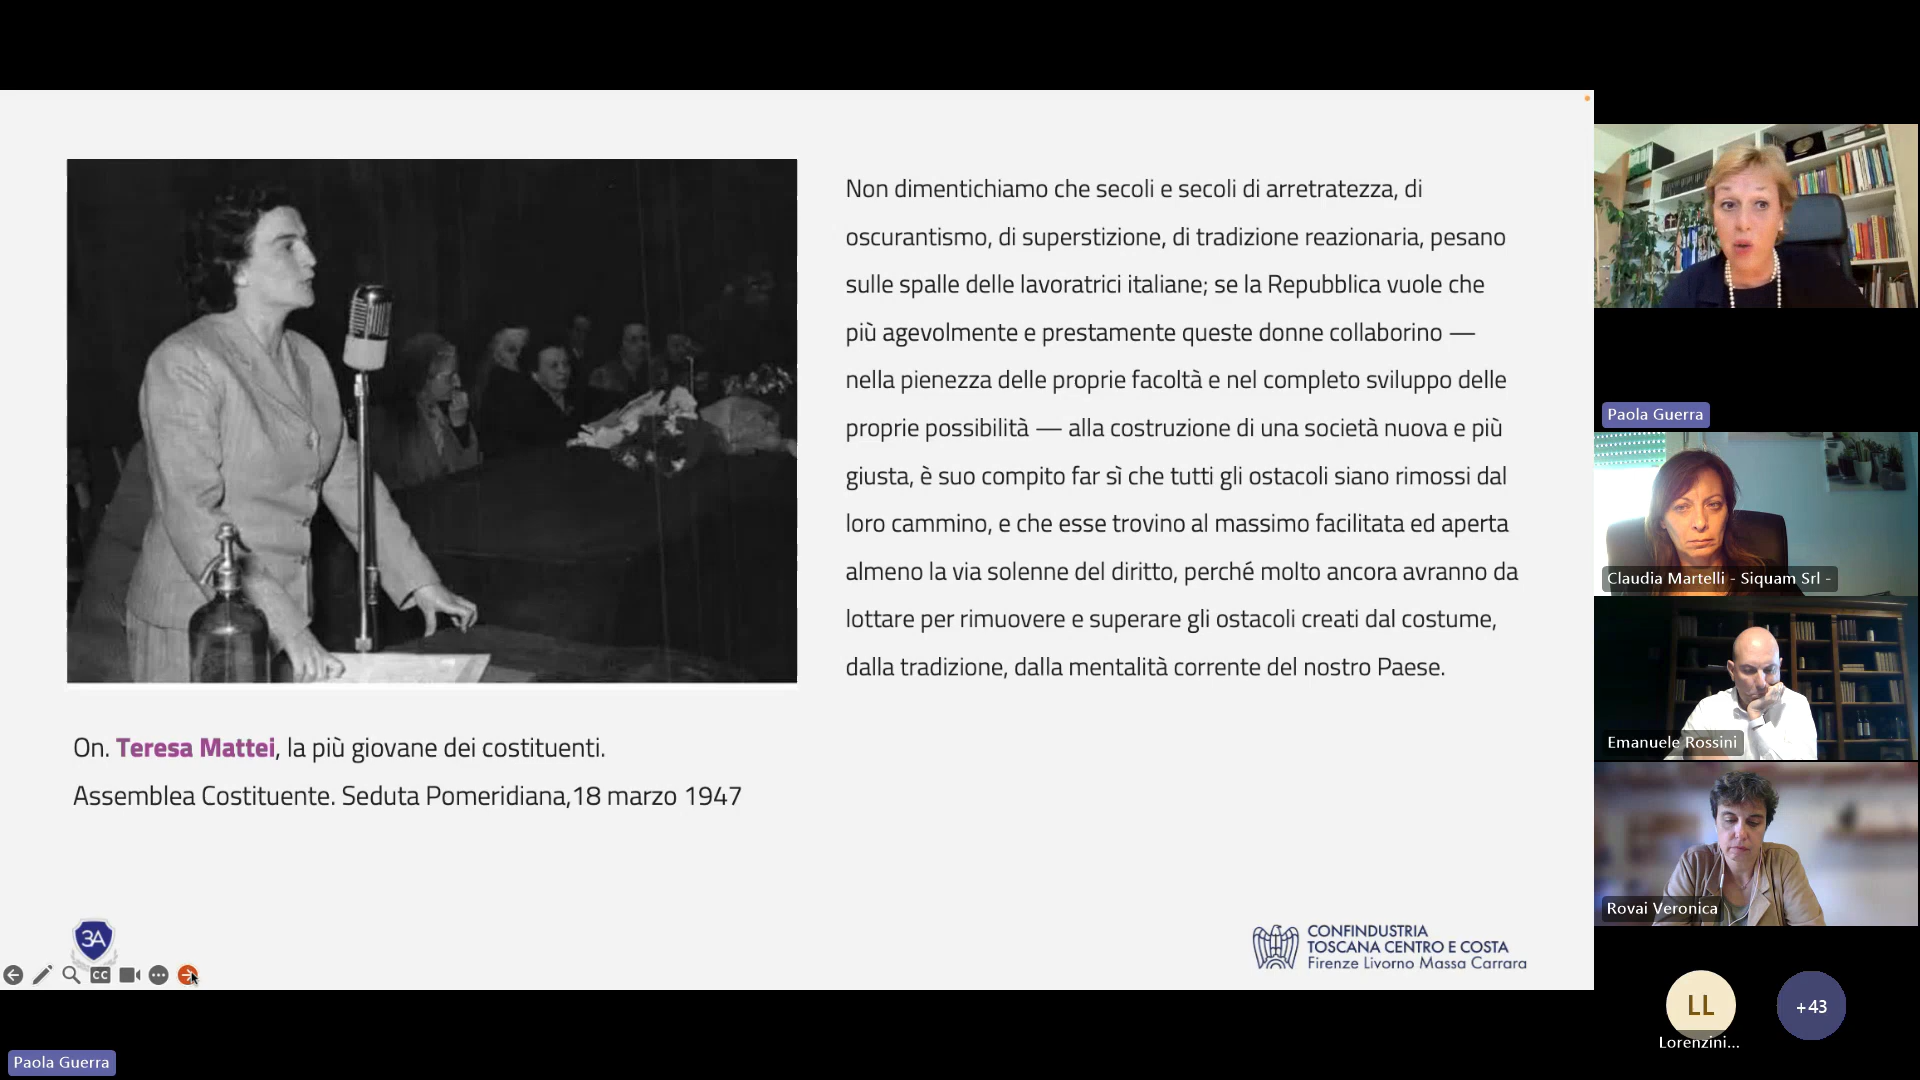 Non dimentichiamo che secoli e secoli di arretratezza, di
oscurantismo, di superstizione, di tradizione reazionaria, pesano
sulle spalle delle lavoratrici italiane; se la Repubblica vuole che
più agevolmente e prestamente queste donne collaborino —
nella pienezza delle proprie facoltà e nel completo sviluppo delle
proprie possibilità — alla costruzione di una società nuova e più
giusta, è suo compito far sì che tutti gli ostacoli siano rimossi dal
loro cammino, e che esse trovino al massimo facilitata ed aperta
almeno la via solenne del diritto, perché molto ancora avranno da
lottare per rimuovere e superare gli ostacoli creati dal costume,
dalla tradizione, dalla mentalità corrente del nostro Paese.
On. Teresa Mattei, la più giovane dei costituenti.
Assemblea Costituente. Seduta Pomeridiana,18 marzo 1947
3A
CC
CONFINDUSTRIA
TOSCANA CENTRO E COSTA
Firenze Livorno Massa Carrara
Paola Guerra
Paola Guerra
Claudia Martelli - Siquam Srl -
Emanuele Rossini
Rovai Veronica
LL
Lorenzini...
+43